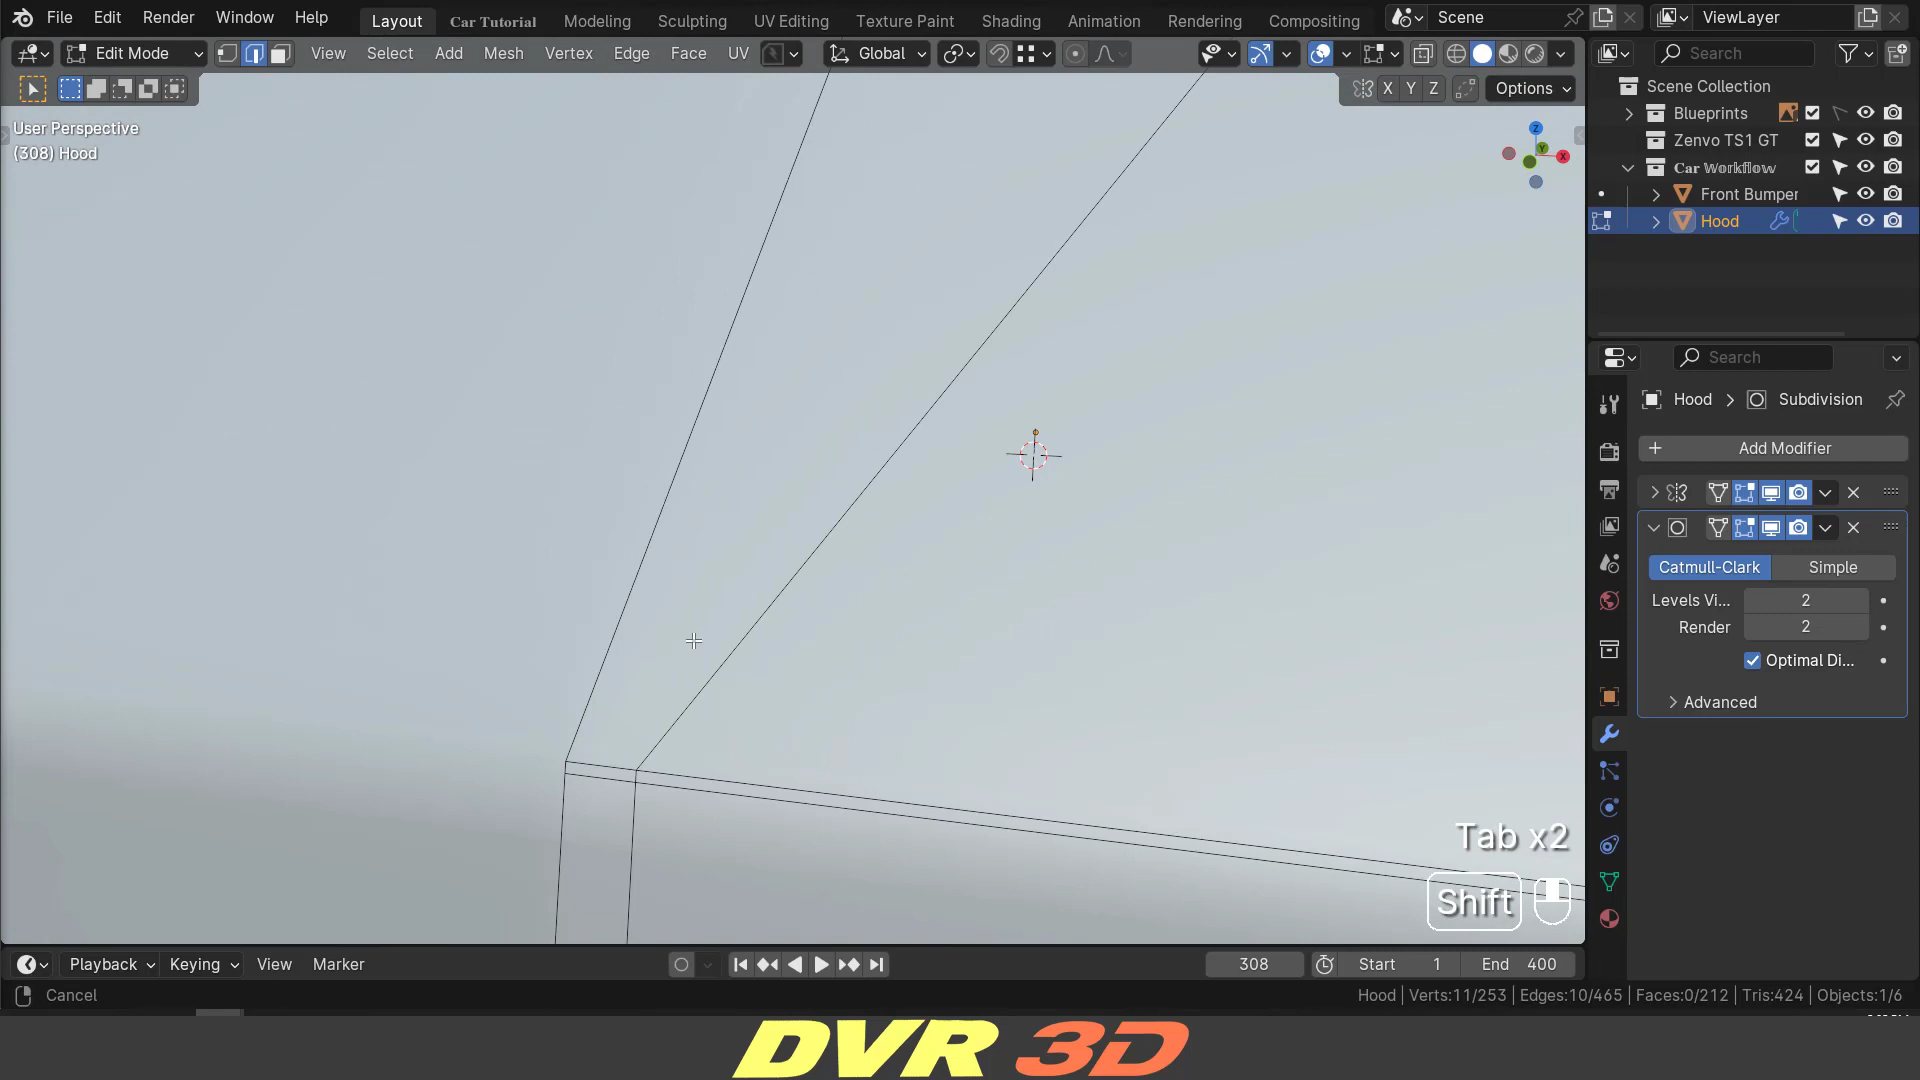 File Edit Render Window Help Layout Car Tutorial Modeling Sculpting UV Editing Texture Paint Shading Animation Rendering Compositing Scene ViewLayer
Edit Mode View Select Add Mesh Vertex Edge Face UV Global Search
X Y Z Options
User Perspective
(308) Hood
Scene Collection
Blueprints
Zenvo TS1 GT
Car 𝕎𝕠𝕣𝕜𝕗𝕝𝕠𝕨
Front Bumper
Hood
Search
Hood > Subdivision
+ Add Modifier
Catmull-Clark Simple
Levels Vi... 2
Render 2
Optimal Di...
Advanced
Tab x2
Shift
Playback Keying View Marker 308 Start 1 End 400
Cancel
Hood | Verts:11/253 | Edges:10/465 | Faces:0/212 | Tris:424 | Objects:1/6
DVR 3D